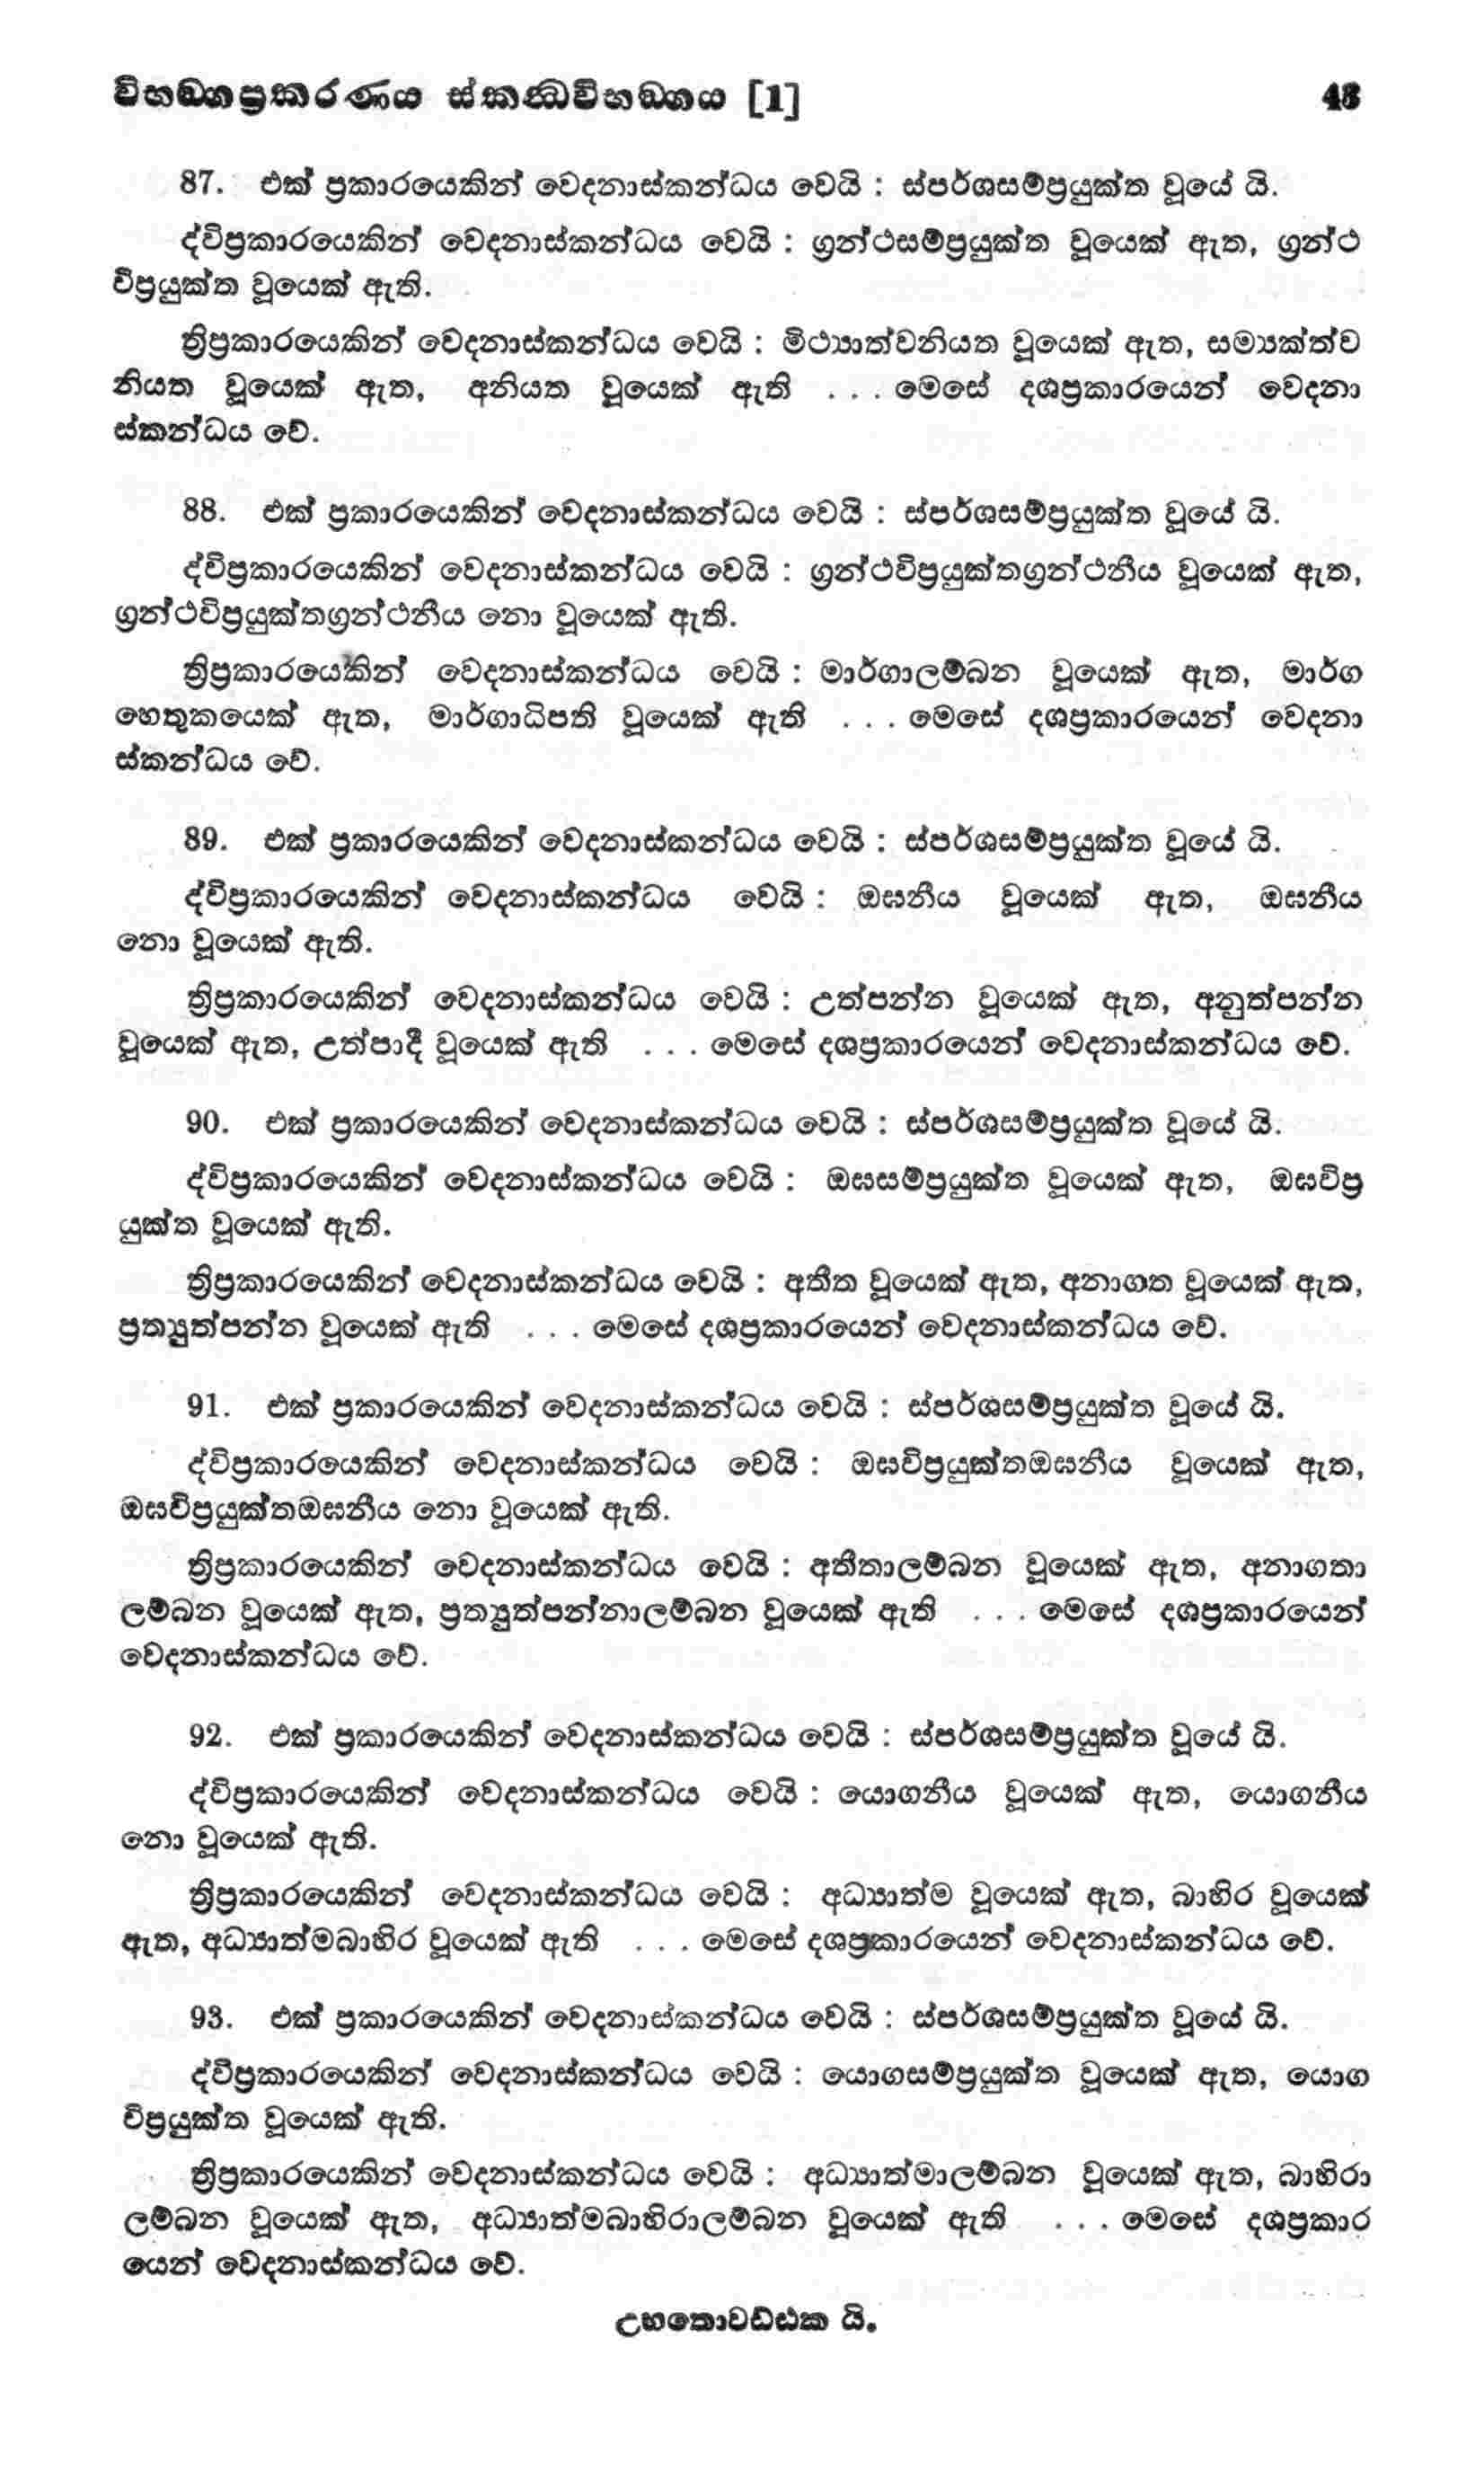 විභඞ්ගප්‍රකරණය ස්කන්‍ධවිභඞ්ගය [1] 43
87. එක් ප්‍රකාරයෙකින් වෙදනාස්කන්ධය වෙයි : ස්පර්ශසම්ප්‍රයුක්ත වූයේ යි.
ද්විප්‍රකාරයෙකින් වෙදනාස්කන්ධය වෙයි : ග්‍රන්ථසම්ප්‍රයුක්ත වූයෙක් ඇත, ග්‍රන්ථ
විප්‍රයුක්ත වූයෙක් ඇති.
ත්‍රිප්‍රකාරයෙකින් වෙදනාස්කන්ධය වෙයි : මිථ්‍යාත්වනියත වූයෙක් ඇත, සම්‍යක්ත්ව
නියත වූයෙක් ඇත, අනියත වූයෙක් ඇති . . . මෙසේ දශප්‍රකාරයෙන් වෙදනා
ස්කන්ධය වේ.
88. එක් ප්‍රකාරයෙකින් වෙදනාස්කන්ධය වෙයි : ස්පර්ශසම්ප්‍රයුක්ත වූයේ යි.
ද්විප්‍රකාරයෙකින් වෙදනාස්කන්ධය වෙයි : ග්‍රන්ථවිප්‍රයුක්තග්‍රන්ථනීය වූයෙක් ඇත,
ග්‍රන්ථවිප්‍රයුක්තග්‍රන්ථනීය නො වූයෙක් ඇති.
ත්‍රිප්‍රකාරයෙකින් වෙදනාස්කන්ධය වෙයි : මාර්ගාලම්බන වූයෙක් ඇත, මාර්ග
හෙතුකයෙක් ඇත, මාර්ගාධිපති වූයෙක් ඇති . . . මෙසේ දශප්‍රකාරයෙන් වෙදනා
ස්කන්ධය වේ.
89. එක් ප්‍රකාරයෙකින් වෙදනාස්කන්ධය වෙයි : ස්පර්ශසම්ප්‍රයුක්ත වූයේ යි.
ද්විප්‍රකාරයෙකින් වෙදනාස්කන්ධය වෙයි : ඔඝනීය වූයෙක් ඇත, ඔඝනීය
නො වූයෙක් ඇති.
ත්‍රිප්‍රකාරයෙකින් වෙදනාස්කන්ධය වෙයි : උත්පන්න වූයෙක් ඇත, අනුත්පන්න
වූයෙක් ඇත, උත්පාදී වූයෙක් ඇති . . . මෙසේ දශප්‍රකාරයෙන් වෙදනාස්කන්ධය වේ.
90. එක් ප්‍රකාරයෙකින් වෙදනාස්කන්ධය වෙයි : ස්පර්ශසම්ප්‍රයුක්ත වූයේ යි.
ද්විප්‍රකාරයෙකින් වෙදනාස්කන්ධය වෙයි : ඔඝසම්ප්‍රයුක්ත වූයෙක් ඇත, ඔඝවිප්‍ර
යුක්ත වූයෙක් ඇති.
ත්‍රිප්‍රකාරයෙකින් වෙදනාස්කන්ධය වෙයි : අතීත වූයෙක් ඇත, අනාගත වූයෙක් ඇත,
ප්‍රත්‍යුත්පන්න වූයෙක් ඇති . . . මෙසේ දශප්‍රකාරයෙන් වෙදනාස්කන්ධය වේ.
91. එක් ප්‍රකාරයෙකින් වෙදනාස්කන්ධය වෙයි : ස්පර්ශසම්ප්‍රයුක්ත වූයේ යි.
ද්විප්‍රකාරයෙකින් වෙදනාස්කන්ධය වෙයි : ඔඝවිප්‍රයුක්තඔඝනීය වූයෙක් ඇත,
ඔඝවිප්‍රයුක්තඔඝනීය නො වූයෙක් ඇති.
ත්‍රිප්‍රකාරයෙකින් වෙදනාස්කන්ධය වෙයි : අතීතාලම්බන වූයෙක් ඇත, අනාගතා
ලම්බන වූයෙක් ඇත, ප්‍රත්‍යුත්පන්නාලම්බන වූයෙක් ඇති . . . මෙසේ දශප්‍රකාරයෙන්
වෙදනාස්කන්ධය වේ.
92. එක් ප්‍රකාරයෙකින් වෙදනාස්කන්ධය වෙයි : ස්පර්ශසම්ප්‍රයුක්ත වූයේ යි.
ද්විප්‍රකාරයෙකින් වෙදනාස්කන්ධය වෙයි : යොගනීය වූයෙක් ඇත, යොගනීය
නො වූයෙක් ඇති.
ත්‍රිප්‍රකාරයෙකින් වෙදනාස්කන්ධය වෙයි : අධ්‍යාත්ම වූයෙක් ඇත, බාහිර වූයෙක්
ඇත, අධ්‍යාත්මබාහිර වූයෙක් ඇති . . . මෙසේ දශප්‍රකාරයෙන් වෙදනාස්කන්ධය වේ.
93. එක් ප්‍රකාරයෙකින් වෙදනාස්කන්ධය වෙයි : ස්පර්ශසම්ප්‍රයුක්ත වූයේ යි.
ද්විප්‍රකාරයෙකින් වෙදනාස්කන්ධය වෙයි : යොගසම්ප්‍රයුක්ත වූයෙක් ඇත, යොග
විප්‍රයුක්ත වූයෙක් ඇති.
ත්‍රිප්‍රකාරයෙකින් වෙදනාස්කන්ධය වෙයි : අධ්‍යාත්මාලම්බන වූයෙක් ඇත, බාහිරා
ලම්බන වූයෙක් ඇත, අධ්‍යාත්මබාහිරාලම්බන වූයෙක් ඇති . . . මෙසේ දශප්‍රකාර
යෙන් වෙදනාස්කන්ධය වේ.
උභතොවඩ්ඪක යි.